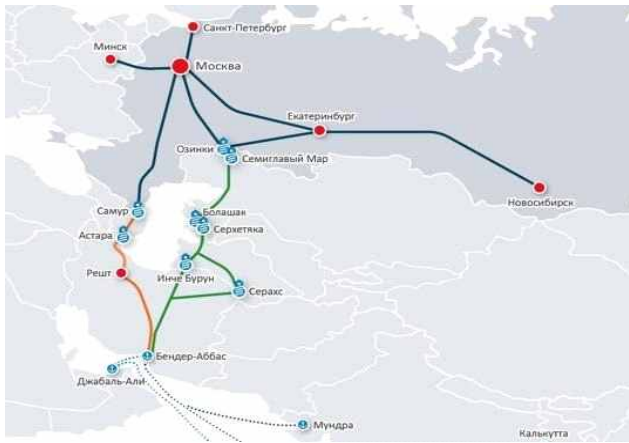 Санкт-Петербург
Минск
Москва
Екатеринбург
Озинки
Семиглавый Мар
Новосибирск
Самур
Болашак
Серхетяка
Астара
Решт
Инче Бурун
Серахс
Бендер-Аббас
Джабаль-Али
Мундра
Калькутта